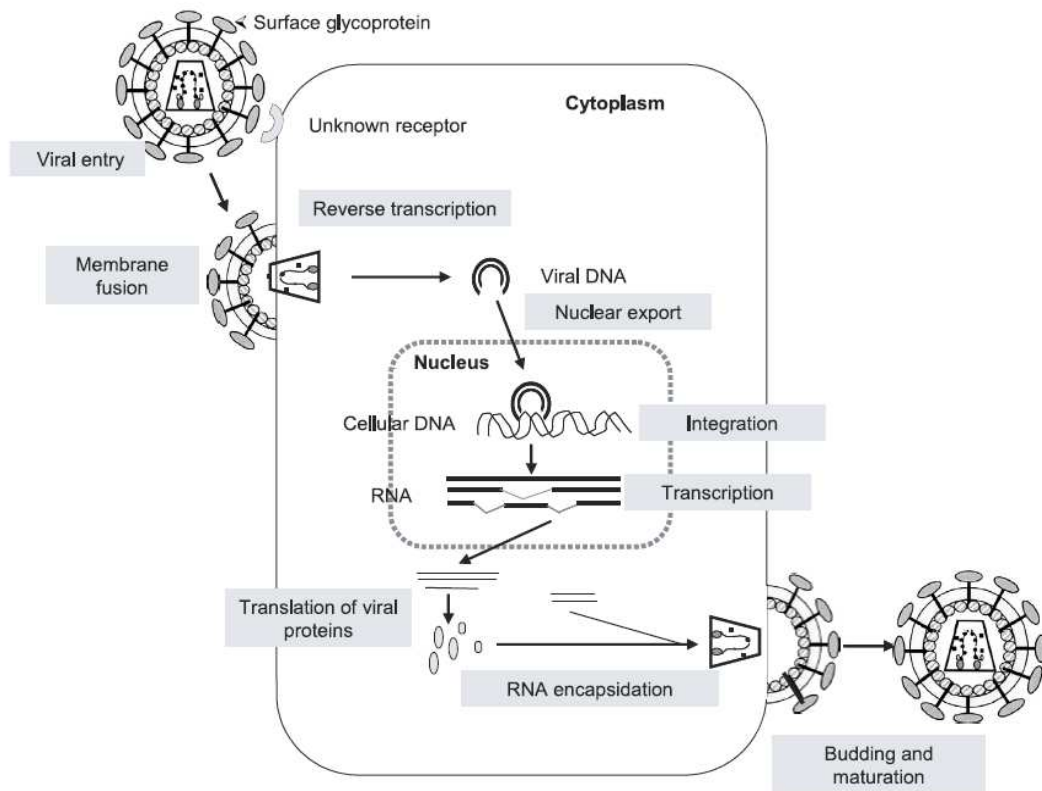 Surface glycoprotein
Cytoplasm
Unknown receptor
Viral entry
Reverse transcription
Membrane
fusion
Viral DNA
Nuclear export
Nucleus
Cellular DNA
Integration
RNA
Transcription
Translation of viral
proteins
RNA encapsidation
Budding and
maturation